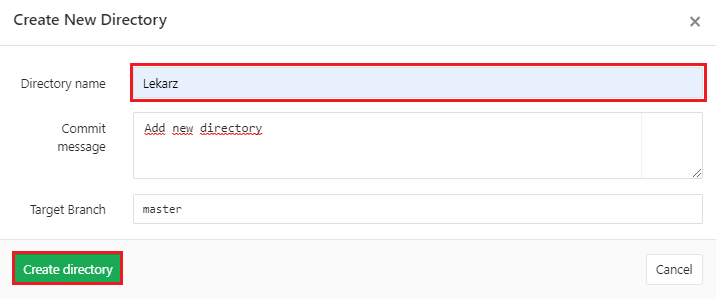 Create New Directory ×
Directory name Lekarz
Commit message Add new directory
Target Branch master
Create directory Cancel